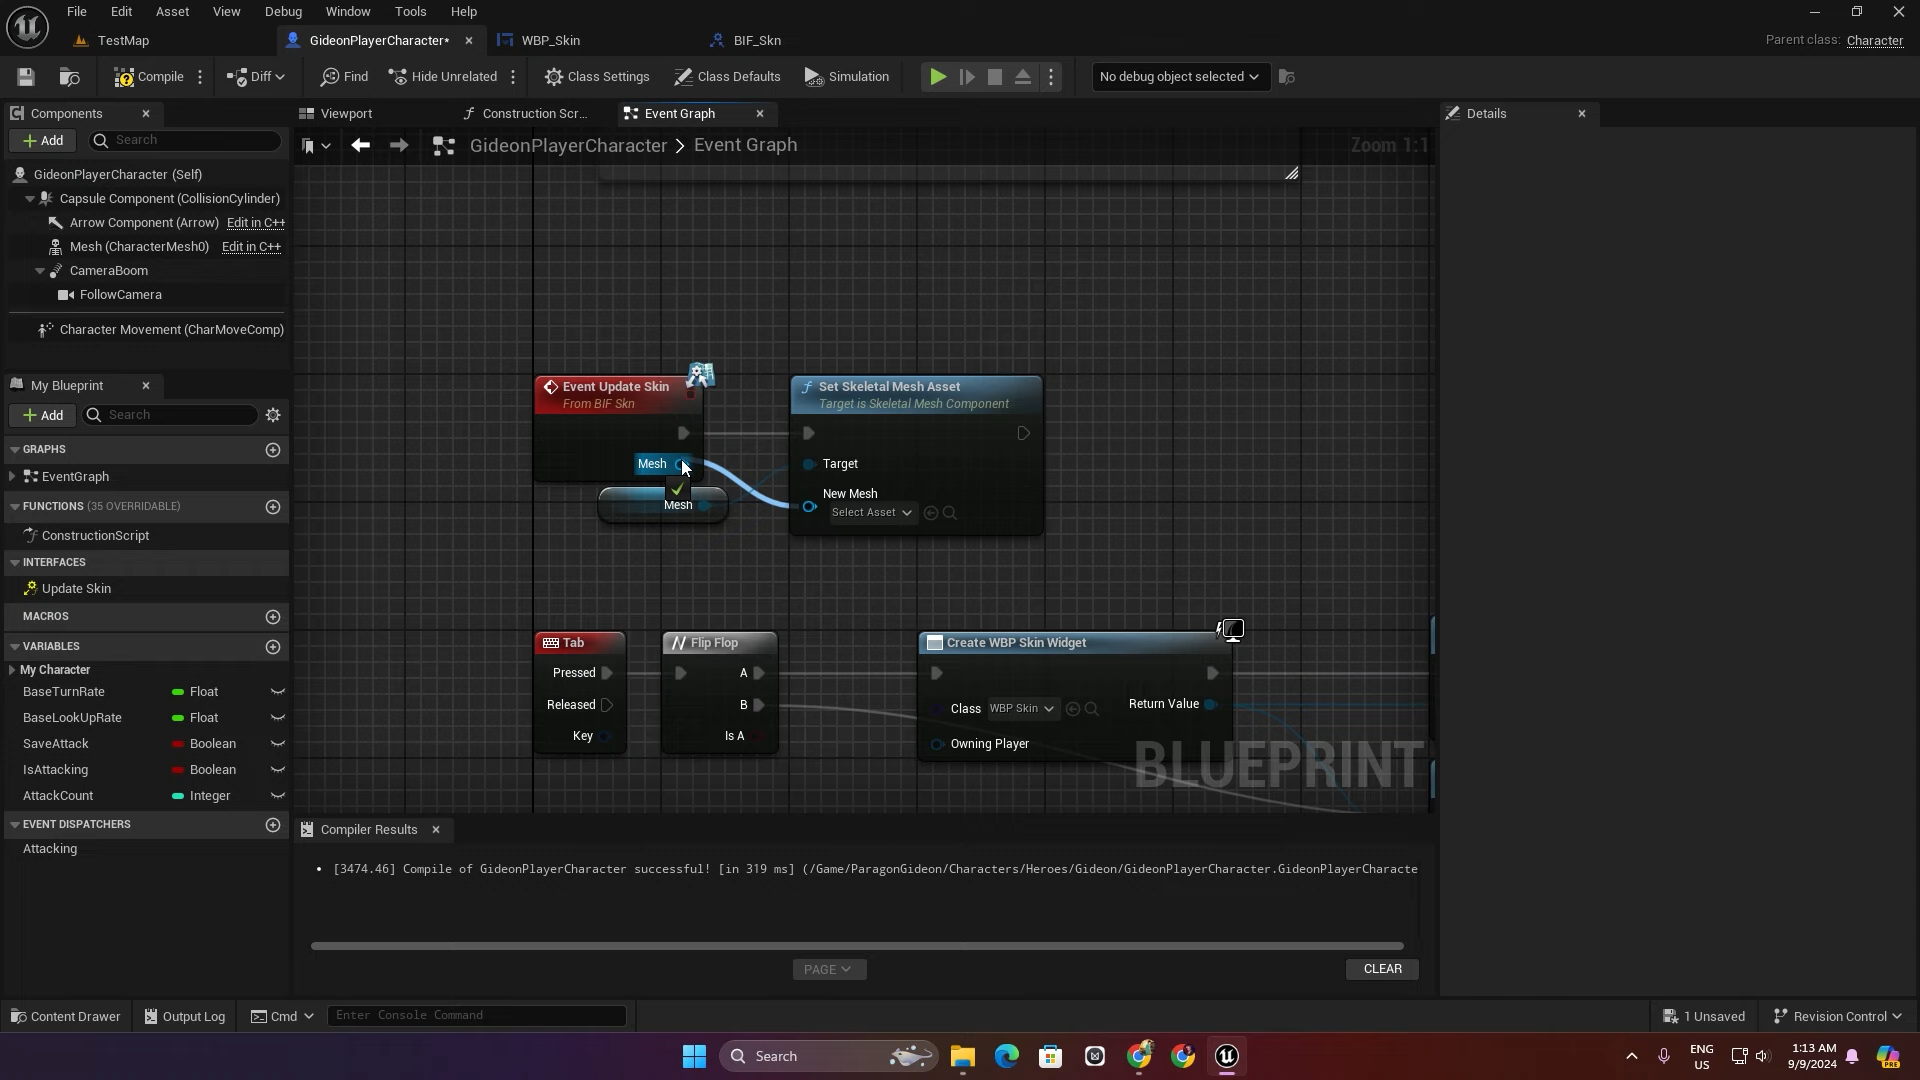 File Edit Asset View Debug Window Tools Help
TestMap GideonPlayerCharacter* WBP_Skin BIF_Skn Parent class: Character
Compile Diff Find Hide Unrelated Class Settings Class Defaults Simulation No debug object selected
Components Viewport Construction Scr... Event Graph Details
Add Search GideonPlayerCharacter > Event Graph Zoom 1:1
GideonPlayerCharacter (Self)
Capsule Component (CollisionCylinder)
Arrow Component (Arrow) Edit in C++
Mesh (CharacterMesh0) Edit in C++
CameraBoom
FollowCamera
Character Movement (CharMoveComp)
My Blueprint
Add Search
GRAPHS
EventGraph
FUNCTIONS (35 OVERRIDABLE)
ConstructionScript
INTERFACES
Update Skin
MACROS
VARIABLES
My Character
BaseTurnRate Float
BaseLookUpRate Float
SaveAttack Boolean
IsAttacking Boolean
AttackCount Integer
EVENT DISPATCHERS
Attacking
Event Update Skin
From BIF Skn
Mesh
Mesh
Set Skeletal Mesh Asset
Target is Skeletal Mesh Component
Target
New Mesh
Select Asset
Tab
Pressed
Released
Key
Flip Flop
A
B
Is A
Create WBP Skin Widget
Class WBP Skin Return Value
Owning Player
BLUEPRINT
Compiler Results
[3474.46] Compile of GideonPlayerCharacter successful! [in 319 ms] (/Game/ParagonGideon/Characters/Heroes/Gideon/GideonPlayerCharacter.GideonPlayerCharacte
PAGE CLEAR
Content Drawer Output Log Cmd Enter Console Command 1 Unsaved Revision Control
Search ENG 1:13 AM
US 9/9/2024
PRE